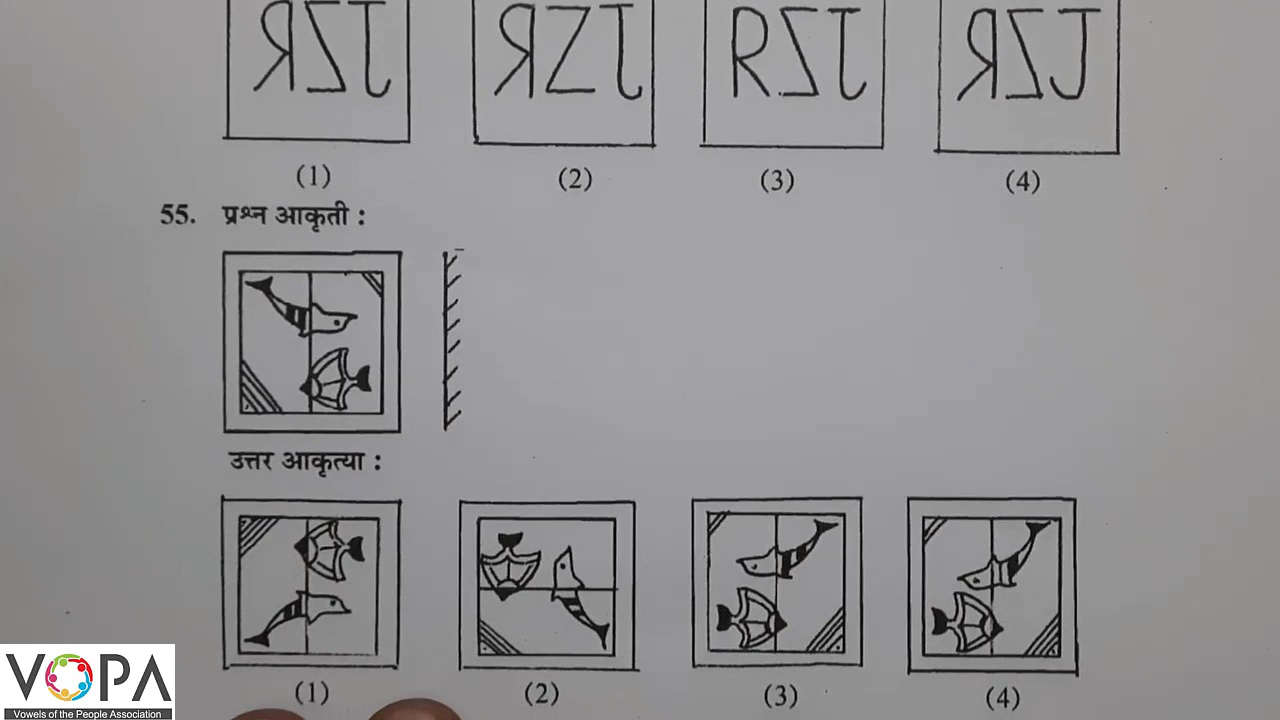 (1) (2) (3) (4)
55. प्रश्न आकृती :
उत्तर आकृत्या :
(1) (2) (3) (4)
VOPA
Vowels of the People Association